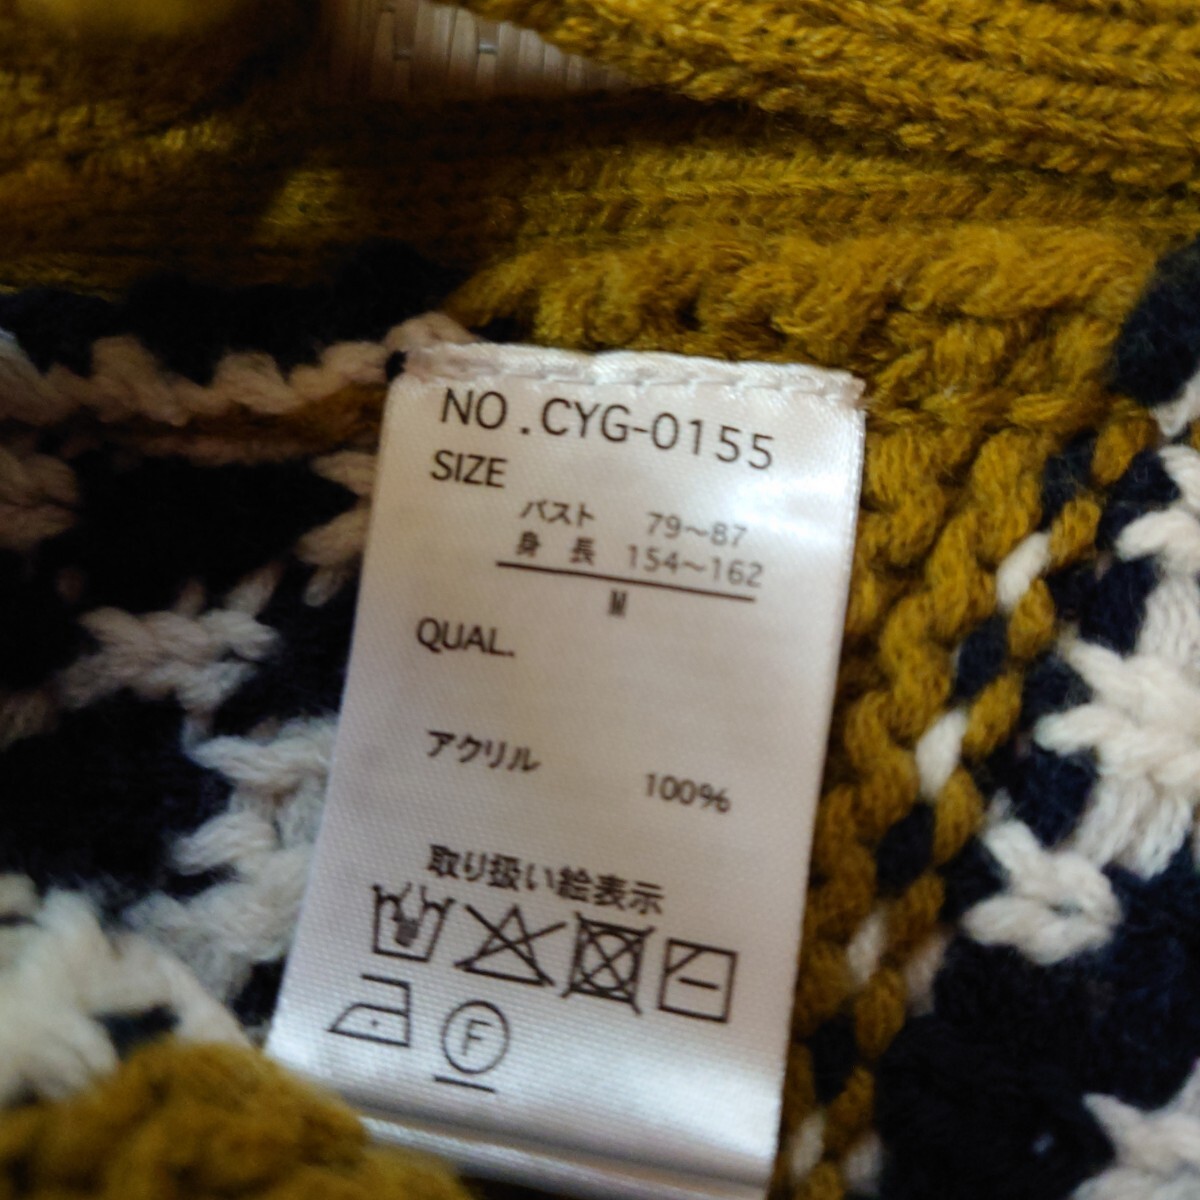 NO.CYG-0155
SIZE
バスト 79~87
身長 154~162
M
QUAL.
アクリル 100%
取り扱い絵表示
F